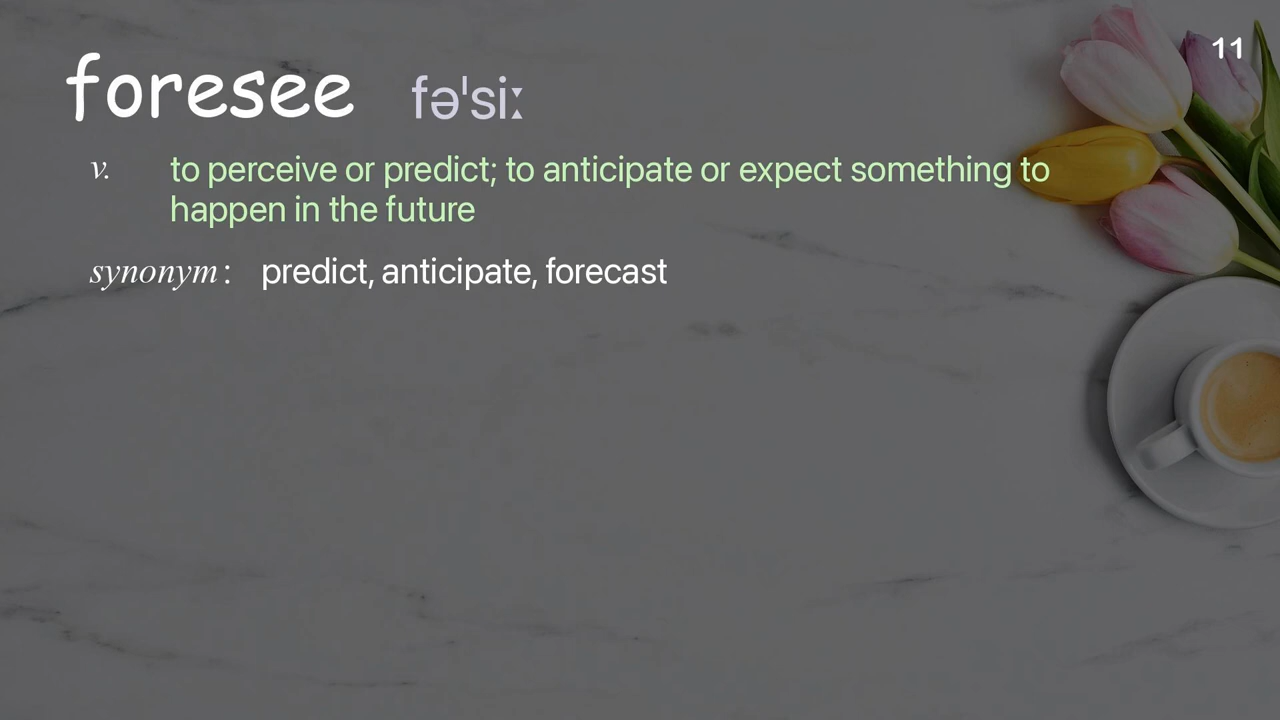 11
foresee fəˈsiː
v. to perceive or predict; to anticipate or expect something to
happen in the future
synonym: predict, anticipate, forecast